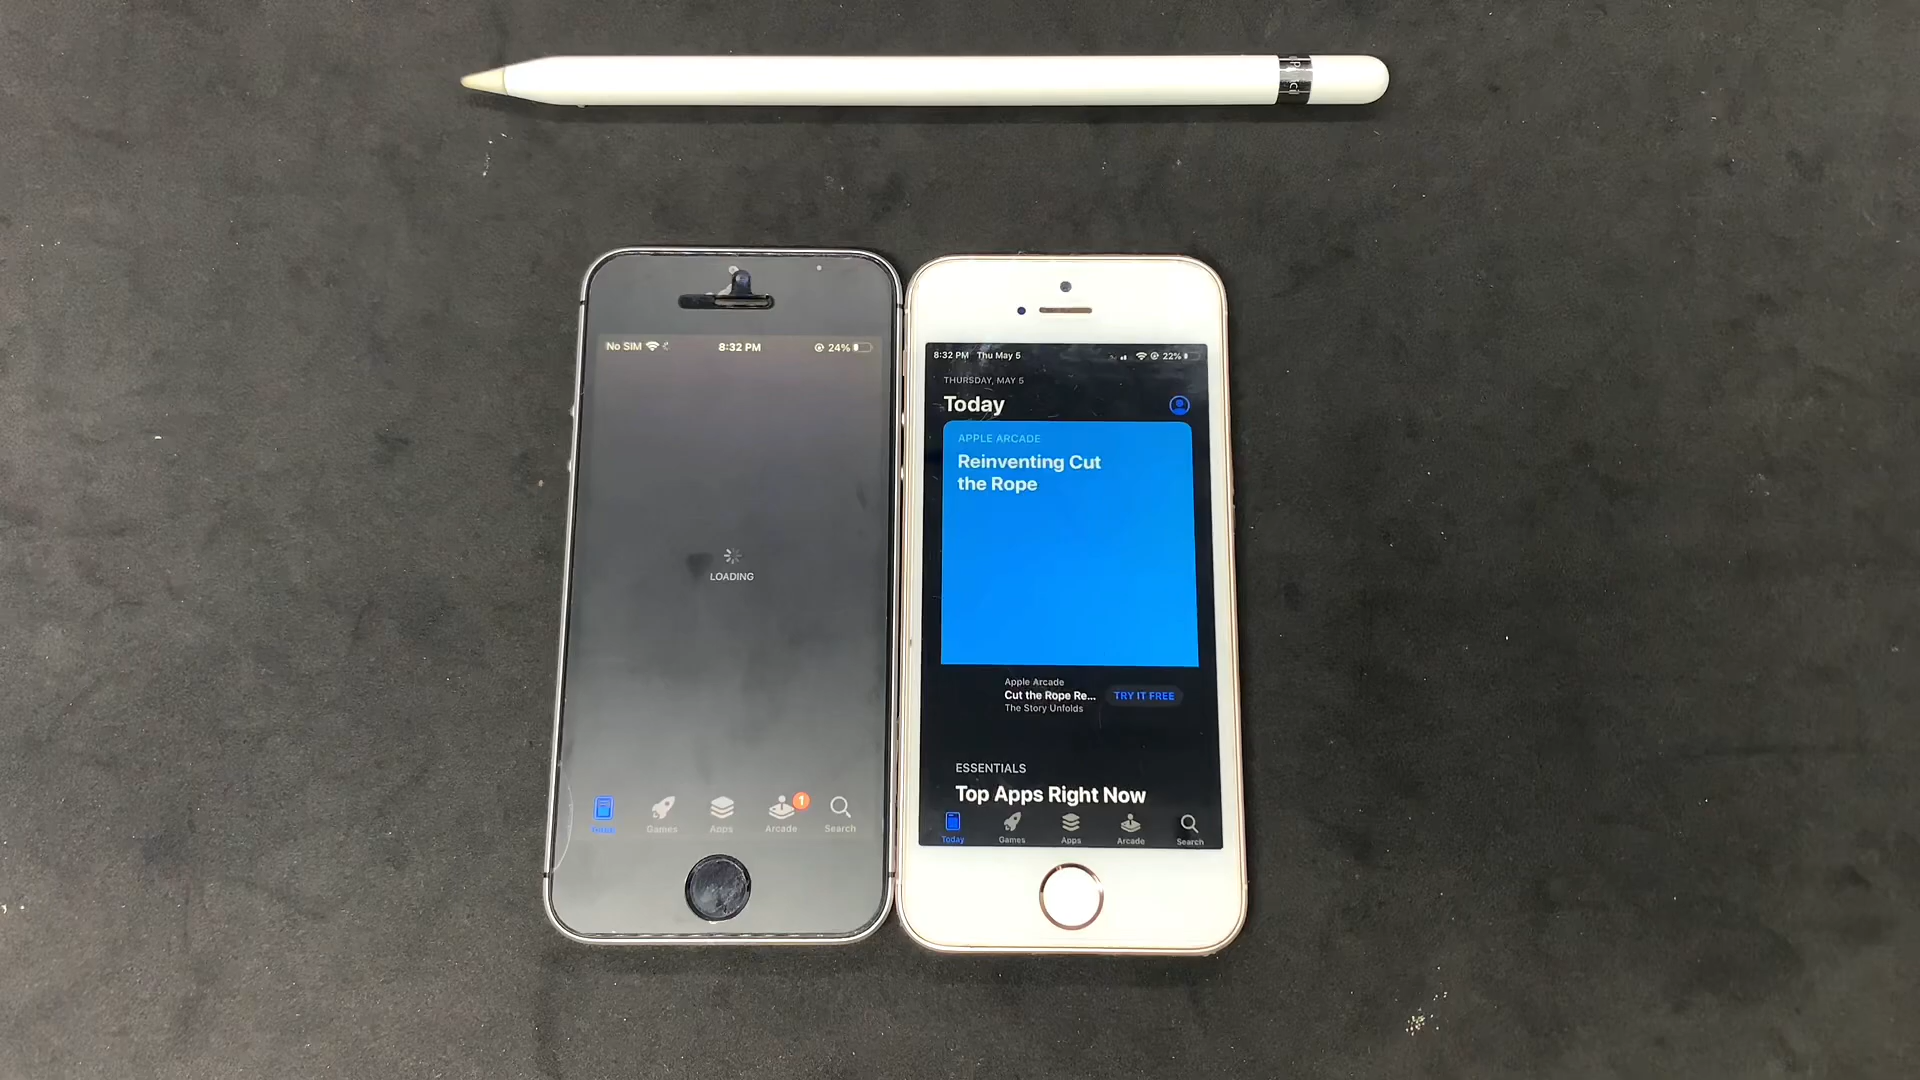 No SIM 8:32 PM 24%
LOADING
Games Apps Arcade Search
1
8:32 PM Thu May 5 22%
THURSDAY, MAY 5
Today
APPLE ARCADE
Reinventing Cut
the Rope
Apple Arcade
Cut the Rope Re...
TRY IT FREE
The Story Unfolds
ESSENTIALS
Top Apps Right Now
Today Games Apps Arcade Search